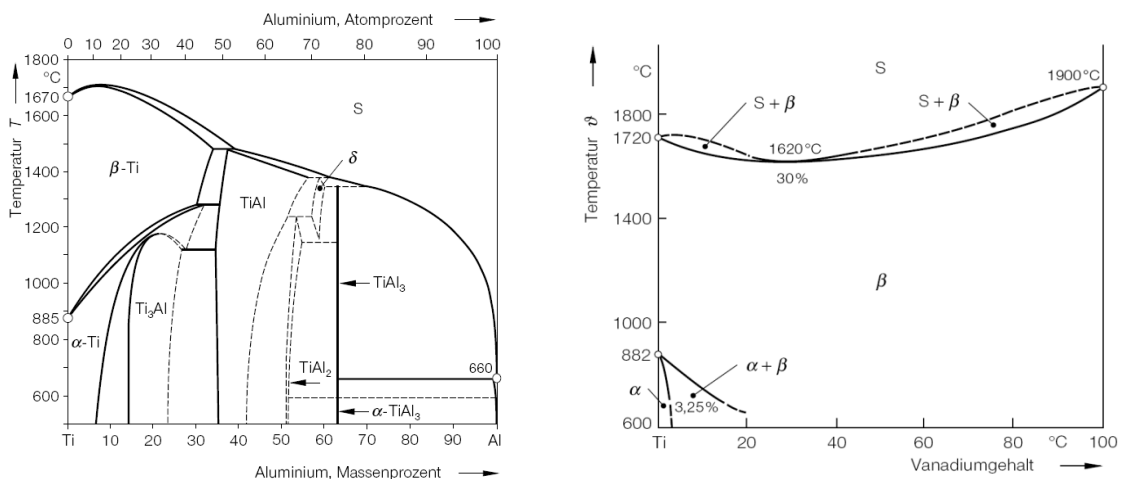 Aluminium, Atomprozent
0 10 20 30 40 50 60 70 80 90 100
1800
°C
1670
1600
1400
1200
1000
885
800
600
Temperatur T
S
β-Ti
δ
TiAl
Ti₃Al
TiAl₃
α-Ti
TiAl₂
660
α-TiAl₃
Ti 10 20 30 40 50 60 70 80 90 Al
Aluminium, Massenprozent
°C
S
1900°C
S + β
S + β
1800
1720
1620°C
30%
Temperatur ϑ
1400
β
1000
882
α + β
α
3,25%
600
Ti 20 40 60 80 °C 100
Vanadiumgehalt